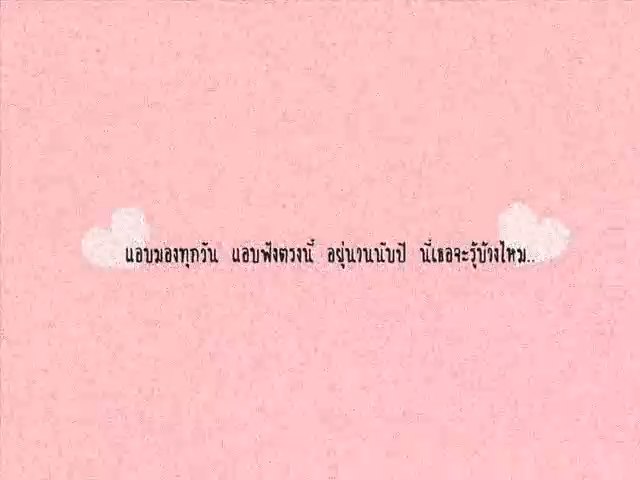 แอบมองทุกวัน แอบฟังตรงนี้ อยู่นานนับปี นี่เธอจะรู้บ้างไหม..